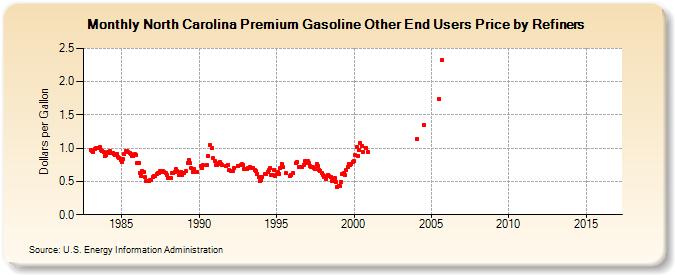 Monthly North Carolina Premium Gasoline Other End Users Price by Refiners
Dollars per Gallon
2.5
2.0
1.5
1.0
0.5
0.0
1985 1990 1995 2000 2005 2010 2015
Source: U.S. Energy Information Administration